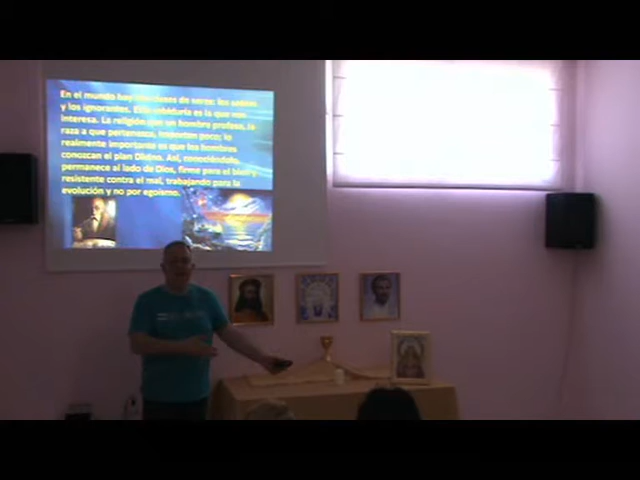 En el mundo hay dos clases de seres: los sabios
y los ignorantes. Esta sabiduría es la que nos
interesa. La religión que un hombre profesa, la
raza a que pertenezca, importan poco; lo
realmente importante es que los hombres
conozcan el plan Divino. Así, conociéndolo,
permanece al lado de Dios, firme para el bien y
resistente contra el mal, trabajando para la
evolución y no por egoísmo.